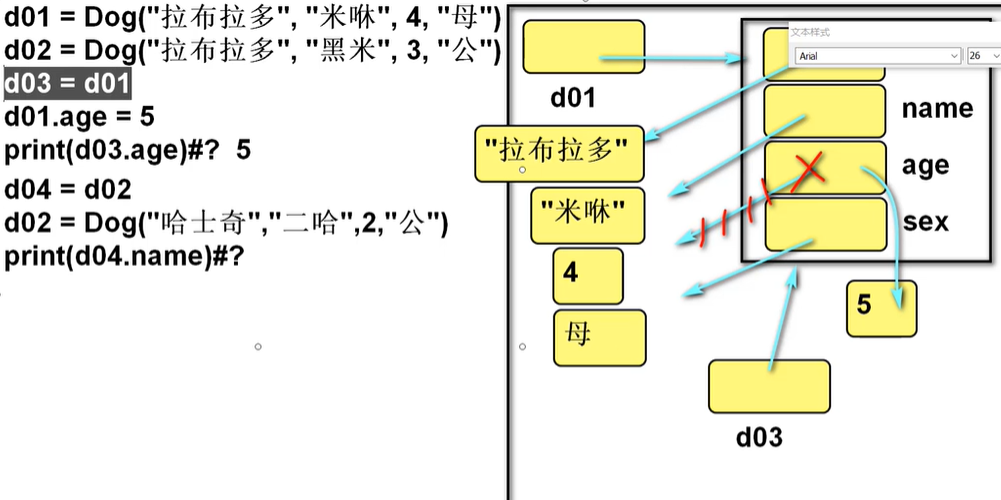 d01 = Dog("拉布拉多", "米咻", 4, "母")
d02 = Dog("拉布拉多", "黑米", 3, "公")
d03 = d01
d01.age = 5
print(d03.age)#?  5
d04 = d02
d02 = Dog("哈士奇","二哈",2,"公")
print(d04.name)#?
d01
"拉布拉多"
"米咻"
4
母
文本样式
Arial
26
name
age
sex
5
d03